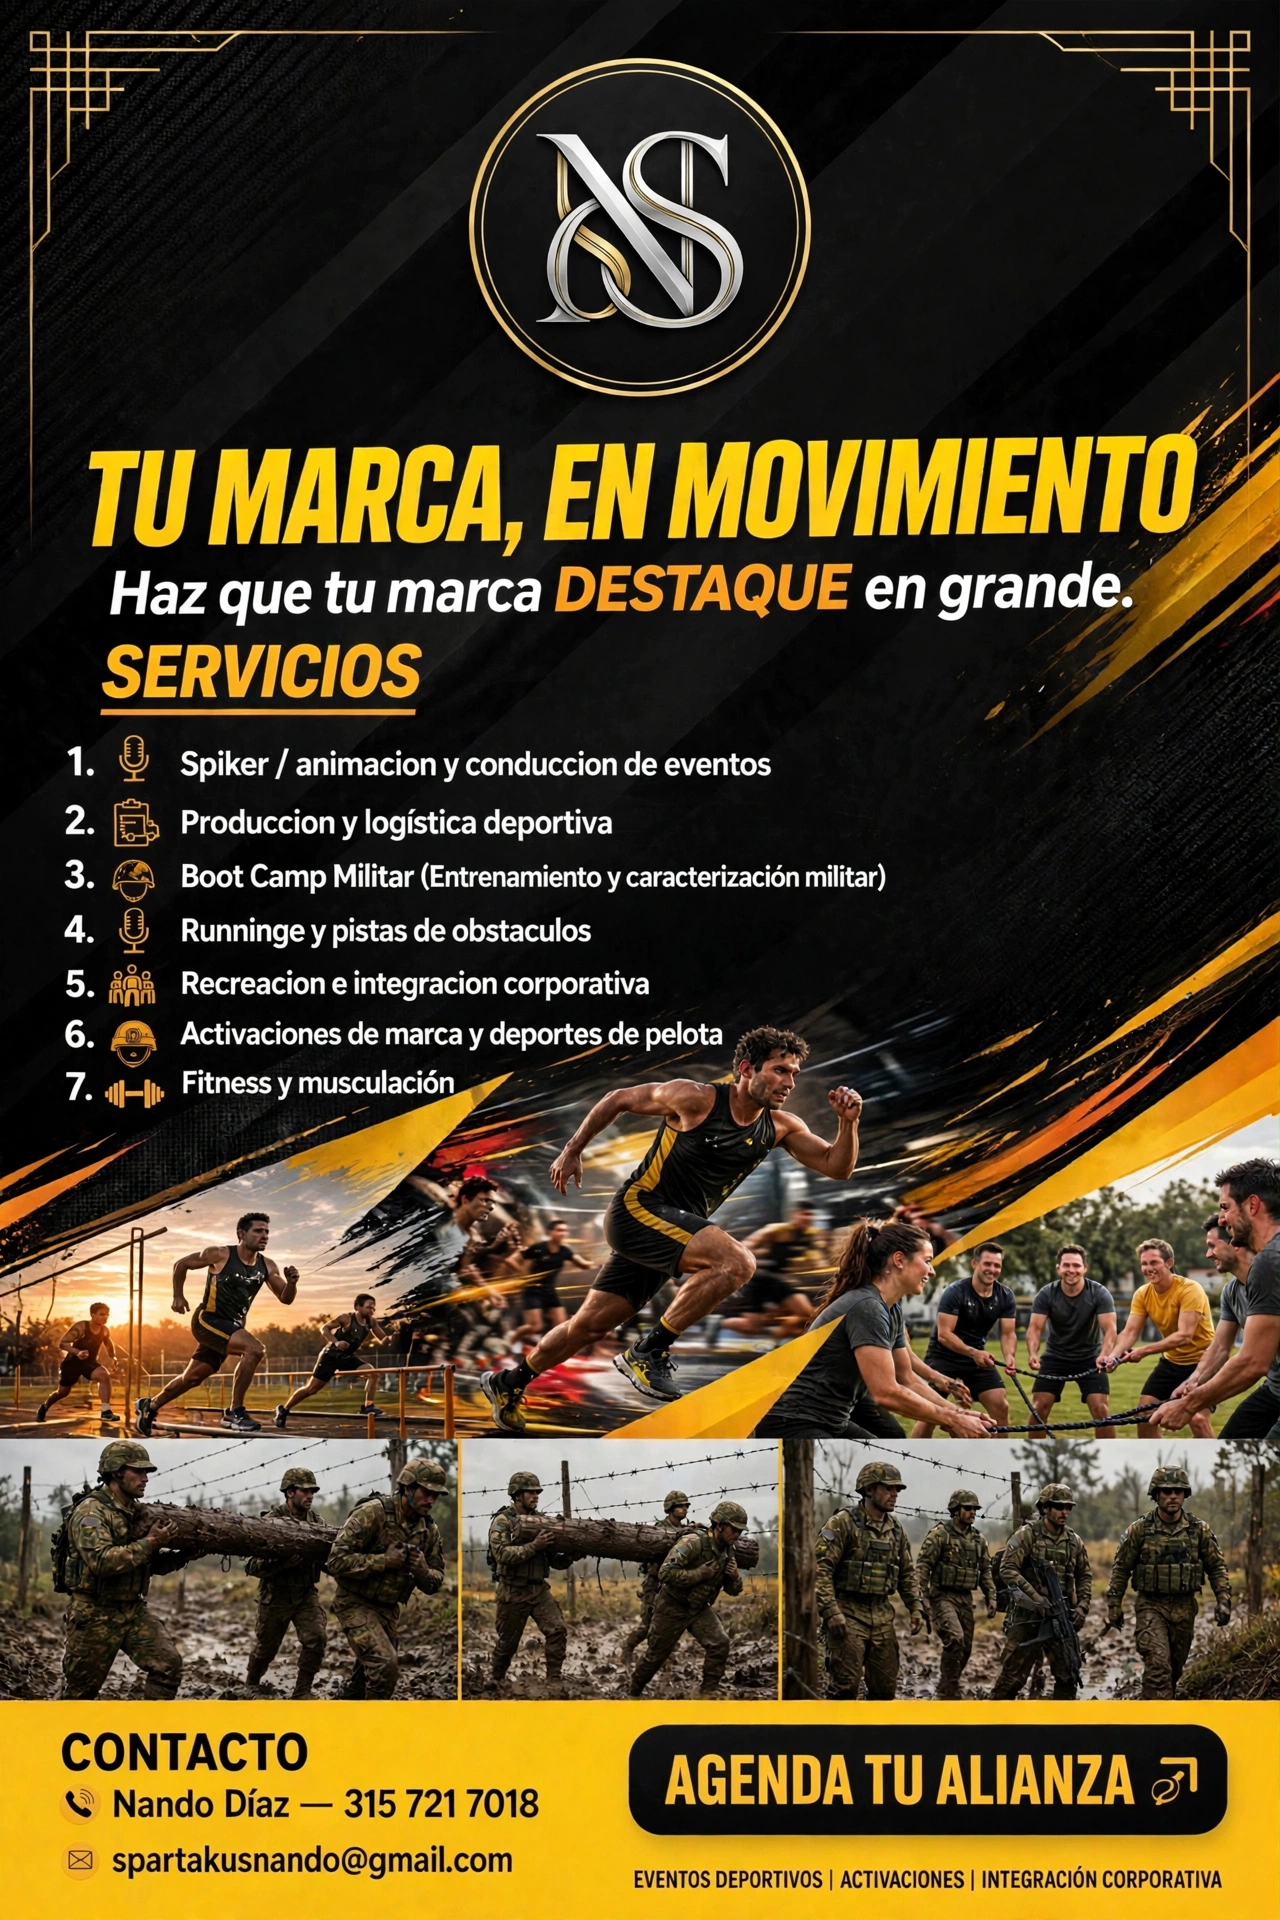 NS
TU MARCA, EN MOVIMIENTO
Haz que tu marca DESTAQUE en grande.
SERVICIOS
1. Spiker / animacion y conduccion de eventos
2. Produccion y logística deportiva
3. Boot Camp Militar (Entrenamiento y caracterización militar)
4. Runninge y pistas de obstaculos
5. Recreacion e integracion corporativa
6. Activaciones de marca y deportes de pelota
7. Fitness y musculación
CONTACTO
Nando Díaz — 315 721 7018
spartakusnando@gmail.com
AGENDA TU ALIANZA
EVENTOS DEPORTIVOS | ACTIVACIONES | INTEGRACIÓN CORPORATIVA